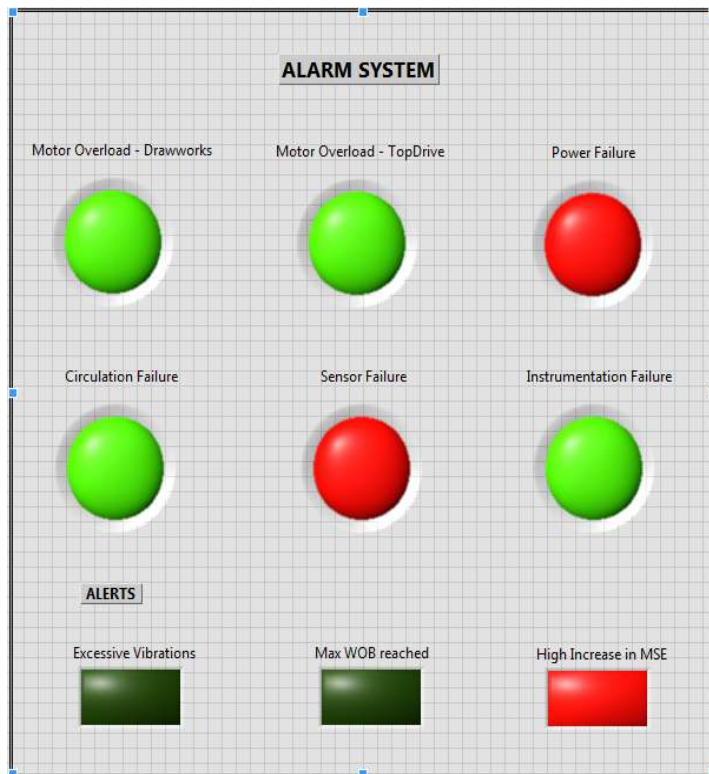 ALARM SYSTEM
Motor Overload - Drawworks
Motor Overload - TopDrive
Power Failure
Circulation Failure
Sensor Failure
Instrumentation Failure
ALERTS
Excessive Vibrations
Max WOB reached
High Increase in MSE